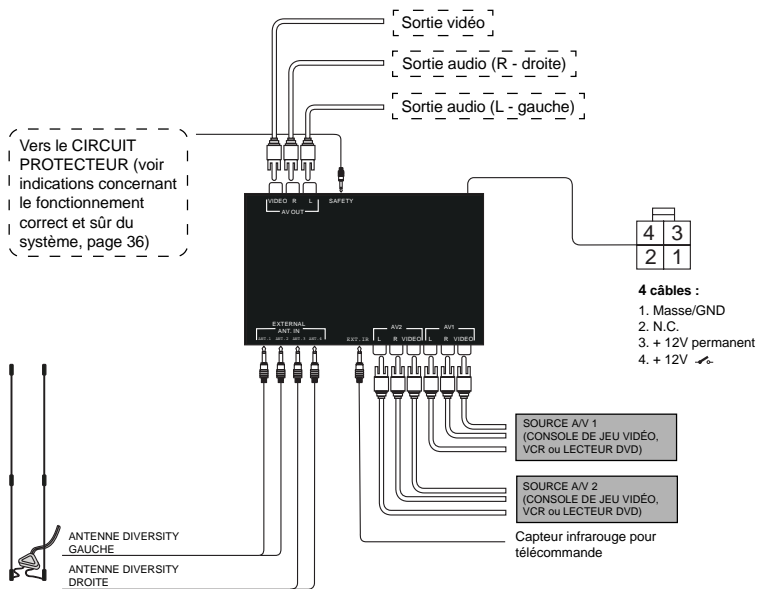 Sortie vidéo
Sortie audio (R - droite)
Sortie audio (L - gauche)
Vers le CIRCUIT
PROTECTEUR (voir
indications concernant
le fonctionnement
correct et sûr du
système, page 36)
VIDEO R L SAFETY
AV OUT
4 3
2 1
4 câbles :
1. Masse/GND
2. N.C.
3. + 12V permanent
4. + 12V
EXTERNAL
ANT. IN
ANT.1 ANT.2 ANT.3 ANT.4
EXT.IR
AV2 AV1
L R VIDEO L R VIDEO
SOURCE A/V 1
(CONSOLE DE JEU VIDÉO,
VCR ou LECTEUR DVD)
SOURCE A/V 2
(CONSOLE DE JEU VIDÉO,
VCR ou LECTEUR DVD)
Capteur infrarouge pour
télécommande
ANTENNE DIVERSITY
GAUCHE
ANTENNE DIVERSITY
DROITE